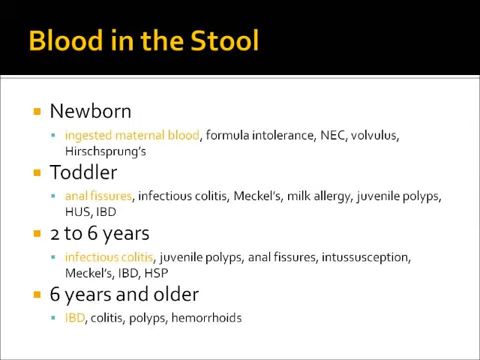 Blood in the Stool
Newborn
ingested maternal blood, formula intolerance, NEC, volvulus,
Hirschsprung's
Toddler
anal fissures, infectious colitis, Meckel's, milk allergy, juvenile polyps,
HUS, IBD
2 to 6 years
infectious colitis, juvenile polyps, anal fissures, intussusception,
Meckel's, IBD, HSP
6 years and older
IBD, colitis, polyps, hemorrhoids